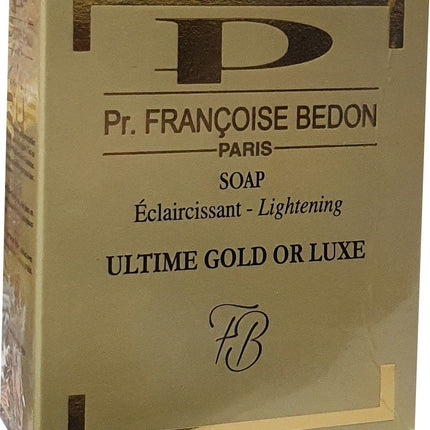 P
Pr. FRANÇOISE BEDON
PARIS
SOAP
Éclaircissant - Lightening
ULTIME GOLD OR LUXE
FB